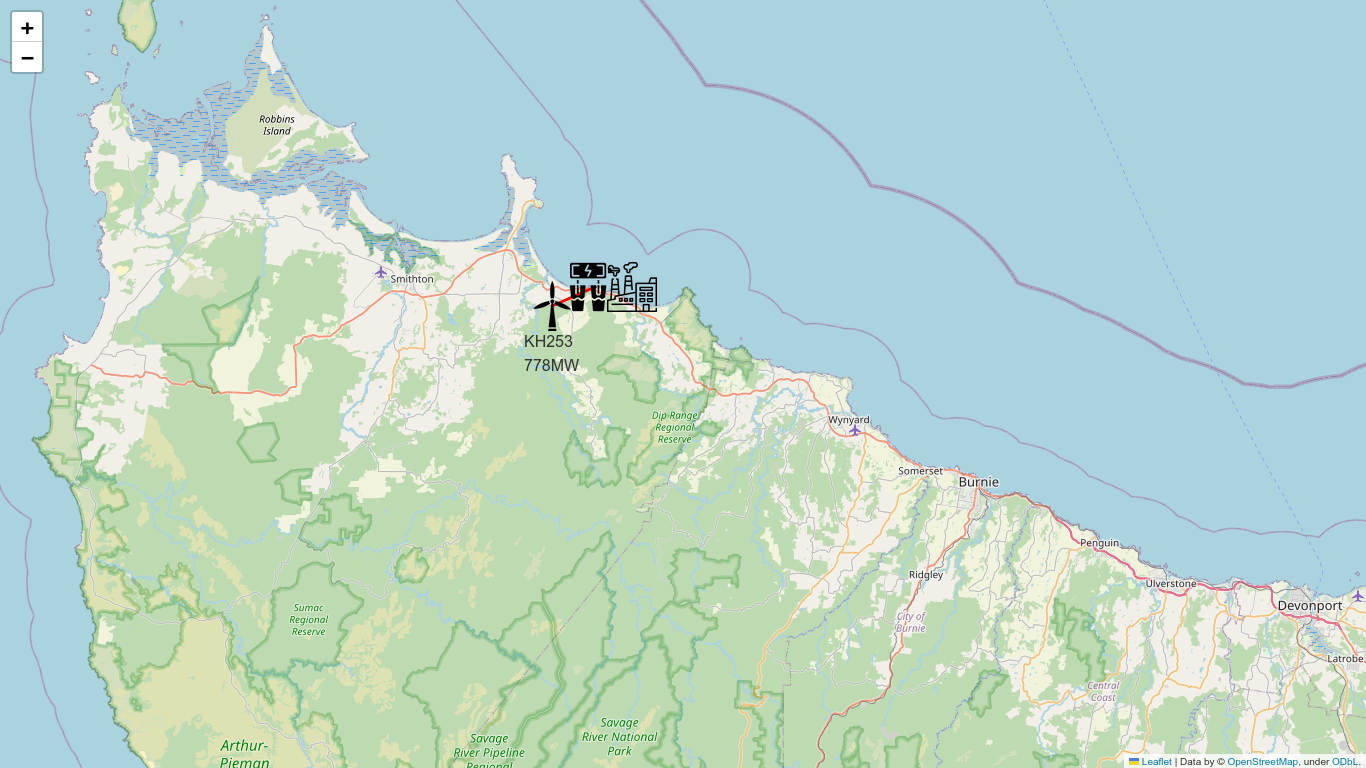 +
−
Robbins
Island
Smithton
KH253
778MW
Dip Range
Regional
Reserve
Wynyard
Somerset
Burnie
Penguin
Ridgley
Ulverstone
Devonport
Sumac
Regional
Reserve
City of
Burnie
Latrobe
Central
Coast
Savage
River National
Park
Savage
River Pipeline
Regional
Arthur-
Pieman
Leaflet | Data by © OpenStreetMap, under ODbL.